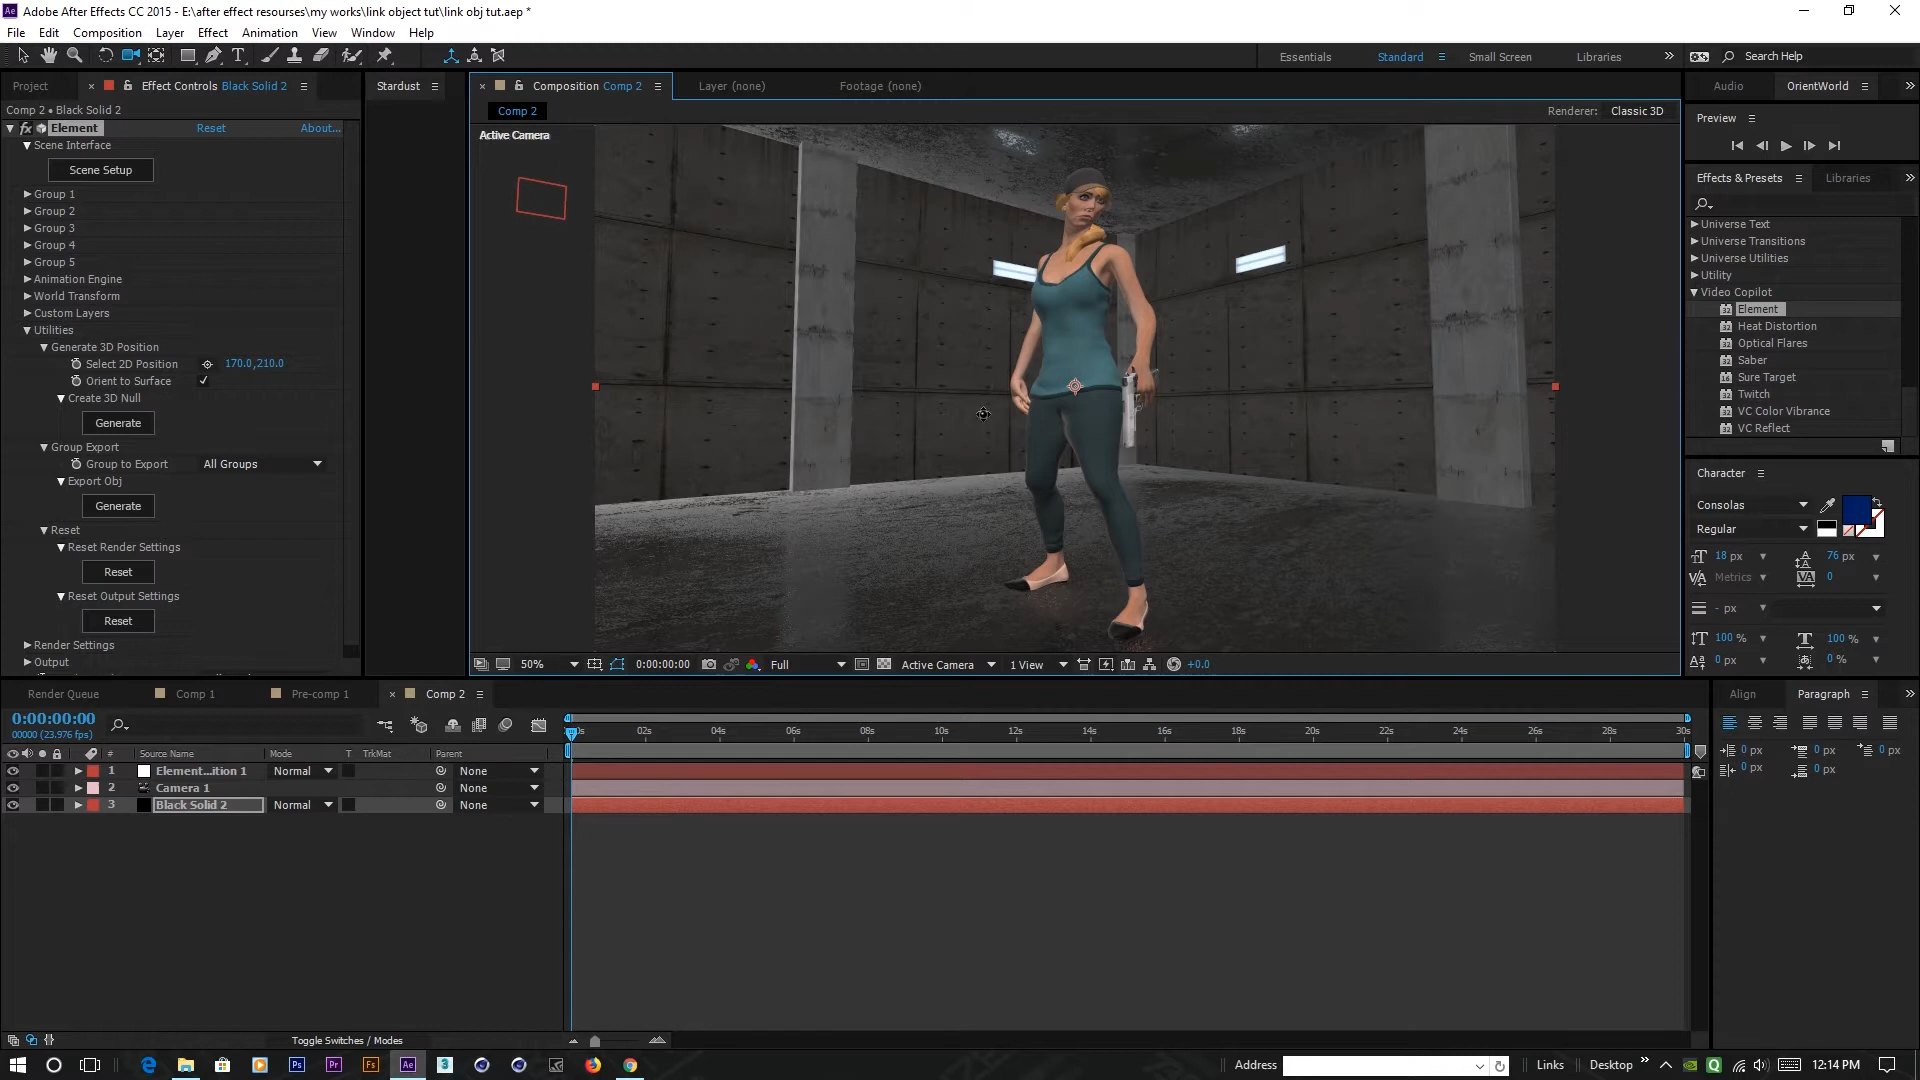 Adobe After Effects CC 2015 - E:\after effect resourses\my works\link object tut\link obj tut.aep *
File Edit Composition Layer Effect Animation View Window Help
Essentials Standard Small Screen Libraries Search Help
Project Effect Controls Black Solid 2
Comp 2 • Black Solid 2
fx Element Reset About...
Scene Interface
Scene Setup
Group 1
Group 2
Group 3
Group 4
Group 5
Animation Engine
World Transform
Custom Layers
Utilities
Generate 3D Position
Select 2D Position 170.0,210.0
Orient to Surface
Create 3D Null
Generate
Group Export
Group to Export All Groups
Export Obj
Generate
Reset
Reset Render Settings
Reset
Reset Output Settings
Reset
Render Settings
Output
Stardust
Composition Comp 2 Layer (none) Footage (none)
Comp 2 Renderer: Classic 3D
Active Camera
50% 0:00:00:00 Full Active Camera 1 View +0.0
Audio OrientWorld
Preview
Effects & Presets Libraries
Universe Text
Universe Transitions
Universe Utilities
Utility
Video Copilot
Element
Heat Distortion
Optical Flares
Saber
Sure Target
Twitch
VC Color Vibrance
VC Reflect
Character
Consolas
Regular
18 px 76 px
Metrics 0
- px
100 % 100 %
0 px 0 %
Render Queue Comp 1 Pre-comp 1 Comp 2
0:00:00:00
00000 (23.976 fps)
# Source Name Mode T TrkMat Parent
02s 04s 06s 08s 10s 12s 14s 16s 18s 20s 22s 24s 26s 28s 30s
1 Element...ition 1 Normal None
2 Camera 1 None
3 Black Solid 2 Normal None
Toggle Switches / Modes
Align Paragraph
0 px 0 px 0 px
0 px 0 px
Address Links Desktop 12:14 PM